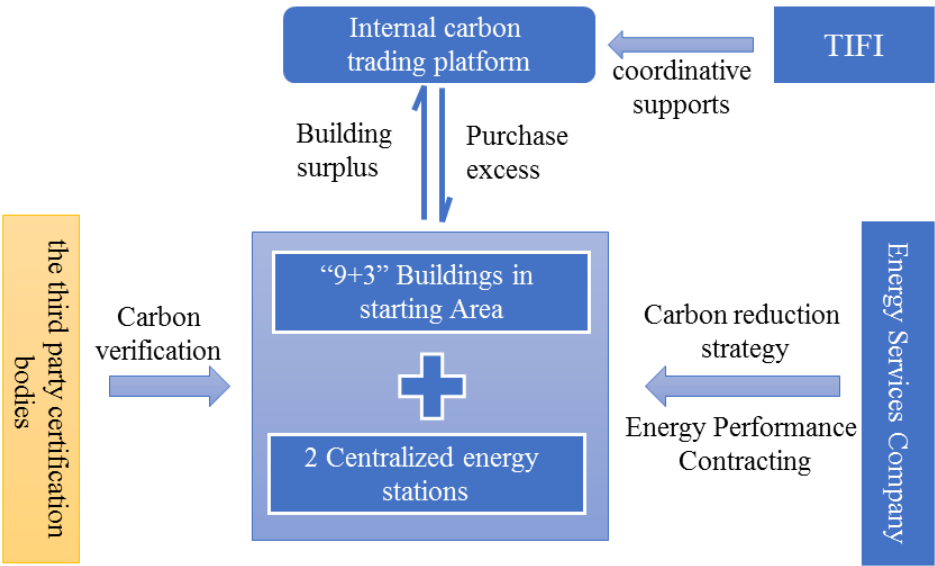 Internal carbon
trading platform
TIFI
coordinative
supports
Building
surplus
Purchase
excess
the third party certification
bodies
Carbon
verification
“9+3” Buildings in
starting Area
2 Centralized energy
stations
Carbon reduction
strategy
Energy Performance
Contracting
Energy Services Company